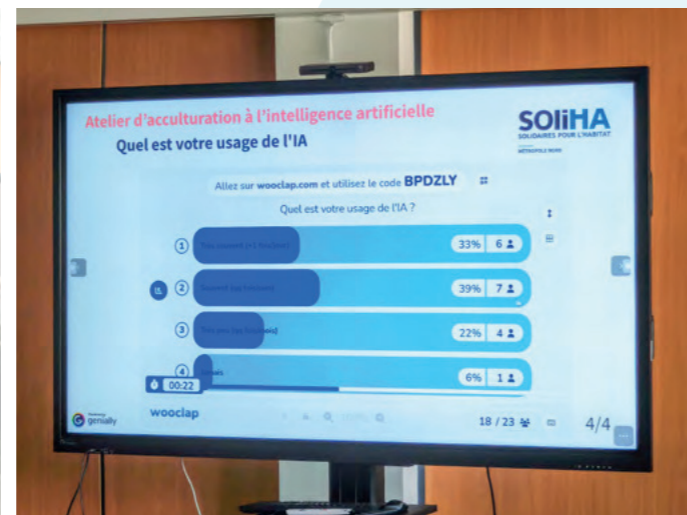 Atelier d'acculturation à l'intelligence artificielle
Quel est votre usage de l'IA
SOliHA
SOLIDAIRES POUR L'HABITAT
MÉTROPOLE NORD
Allez sur wooclap.com et utilisez le code BPDZLY
Quel est votre usage de l'IA ?
1 33% 6
2 39% 7
3 22% 4
4 6% 1
00:22
genially
wooclap
18 / 23
4/4